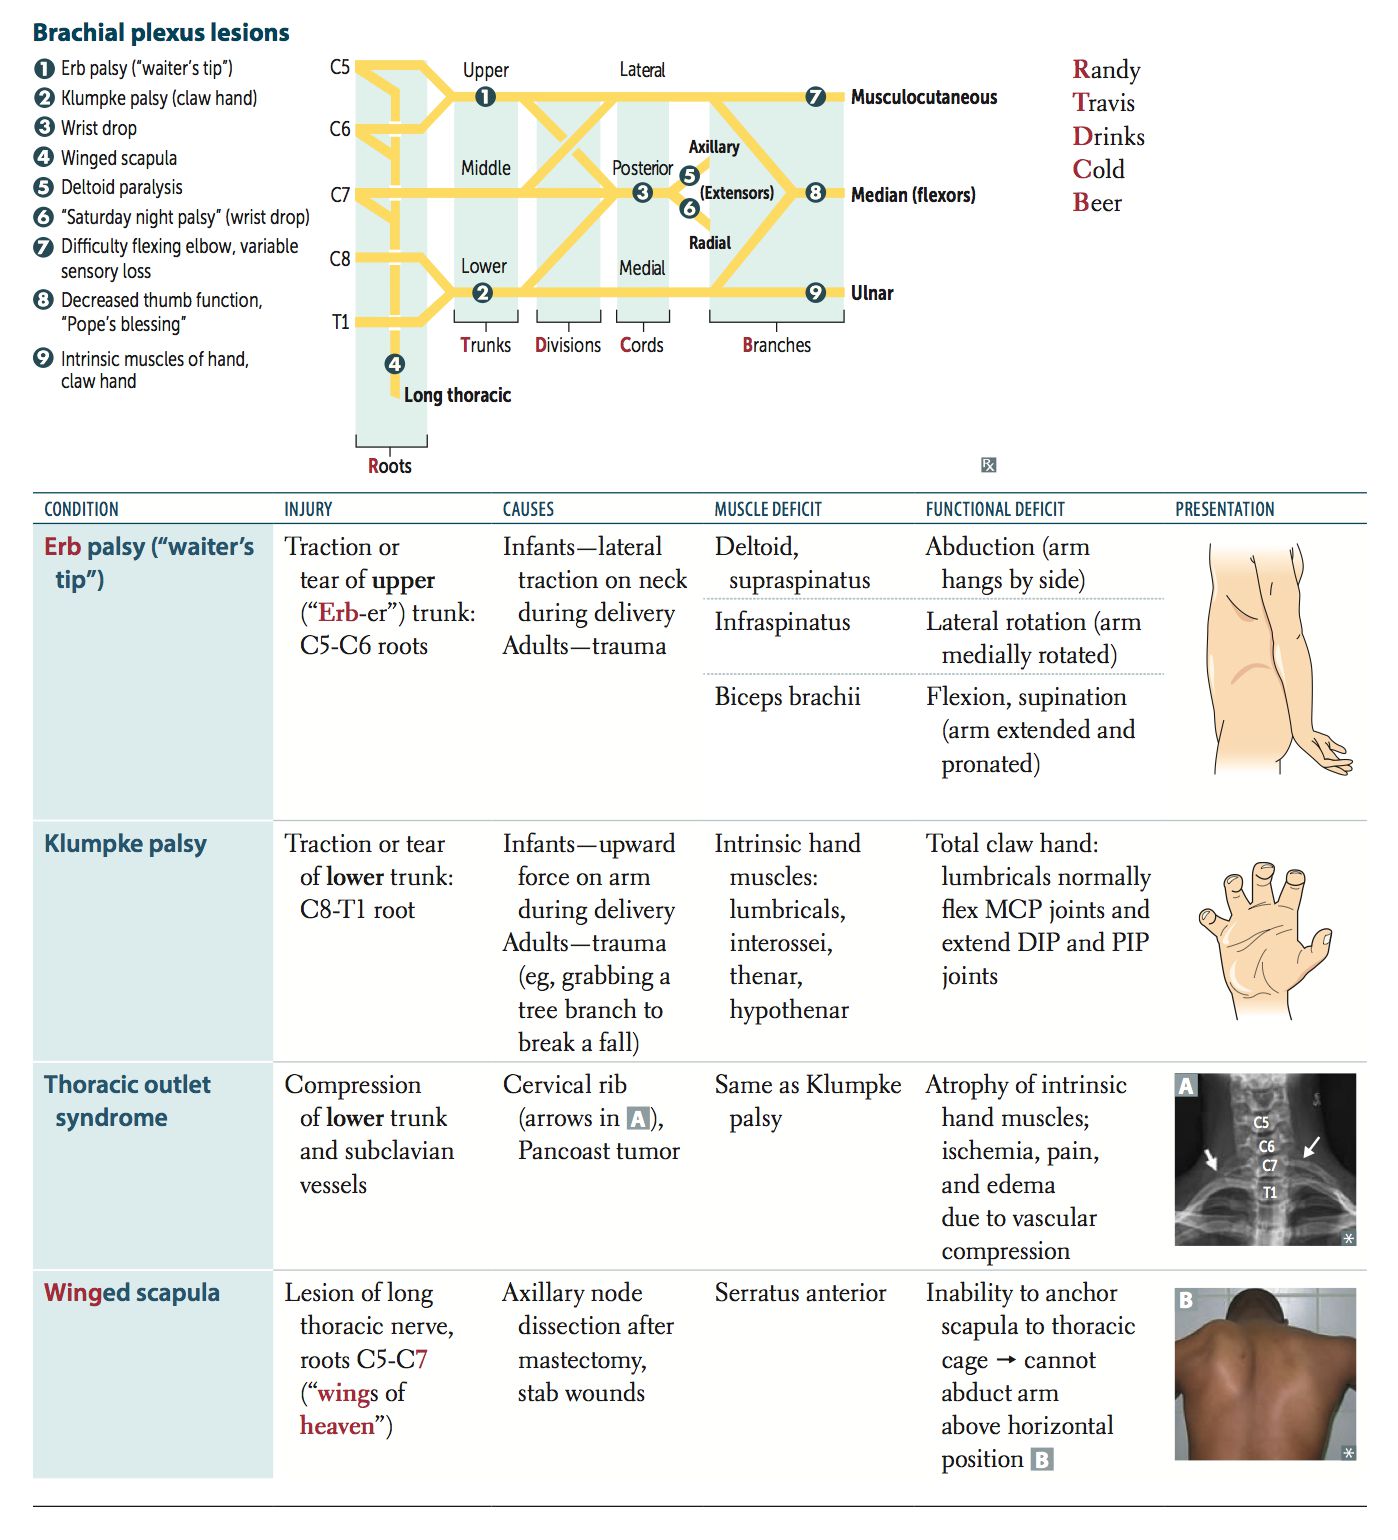 Brachial plexus lesions
1 Erb palsy (“waiter’s tip”)
2 Klumpke palsy (claw hand)
3 Wrist drop
4 Winged scapula
5 Deltoid paralysis
6 “Saturday night palsy” (wrist drop)
7 Difficulty flexing elbow, variable
sensory loss
8 Decreased thumb function,
“Pope’s blessing”
9 Intrinsic muscles of hand,
claw hand
C5
C6
C7
C8
T1
Upper
Middle
Lower
Lateral
Posterior
Medial
1
2
3
4
5
6
7
8
9
Axillary
(Extensors)
Radial
Musculocutaneous
Median (flexors)
Ulnar
Long thoracic
Roots
Trunks
Divisions
Cords
Branches
Randy
Travis
Drinks
Cold
Beer
Rx
CONDITION INJURY CAUSES MUSCLE DEFICIT FUNCTIONAL DEFICIT PRESENTATION
Erb palsy (“waiter’s
tip”)
Traction or
tear of upper
(“Erb-er”) trunk:
C5-C6 roots
Infants—lateral
traction on neck
during delivery
Adults—trauma
Deltoid,
supraspinatus
Abduction (arm
hangs by side)
Infraspinatus
Lateral rotation (arm
medially rotated)
Biceps brachii
Flexion, supination
(arm extended and
pronated)
Klumpke palsy
Traction or tear
of lower trunk:
C8-T1 root
Infants—upward
force on arm
during delivery
Adults—trauma
(eg, grabbing a
tree branch to
break a fall)
Intrinsic hand
muscles:
lumbricals,
interossei,
thenar,
hypothenar
Total claw hand:
lumbricals normally
flex MCP joints and
extend DIP and PIP
joints
Thoracic outlet
syndrome
Compression
of lower trunk
and subclavian
vessels
Cervical rib
(arrows in A),
Pancoast tumor
Same as Klumpke
palsy
Atrophy of intrinsic
hand muscles;
ischemia, pain,
and edema
due to vascular
compression
A
C5
C6
C7
T1
*
Winged scapula
Lesion of long
thoracic nerve,
roots C5-C7
(“wings of
heaven”)
Axillary node
dissection after
mastectomy,
stab wounds
Serratus anterior
Inability to anchor
scapula to thoracic
cage → cannot
abduct arm
above horizontal
position B
B
*